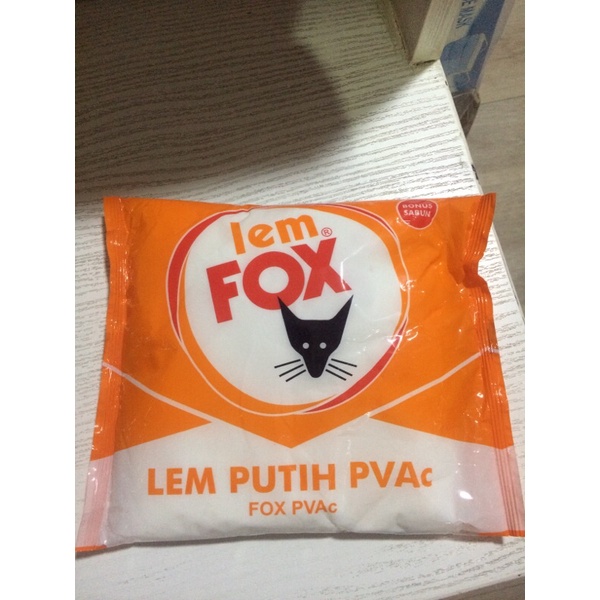 BONUS
SABUN
lem®
FOX
LEM PUTIH PVAc
FOX PVAc